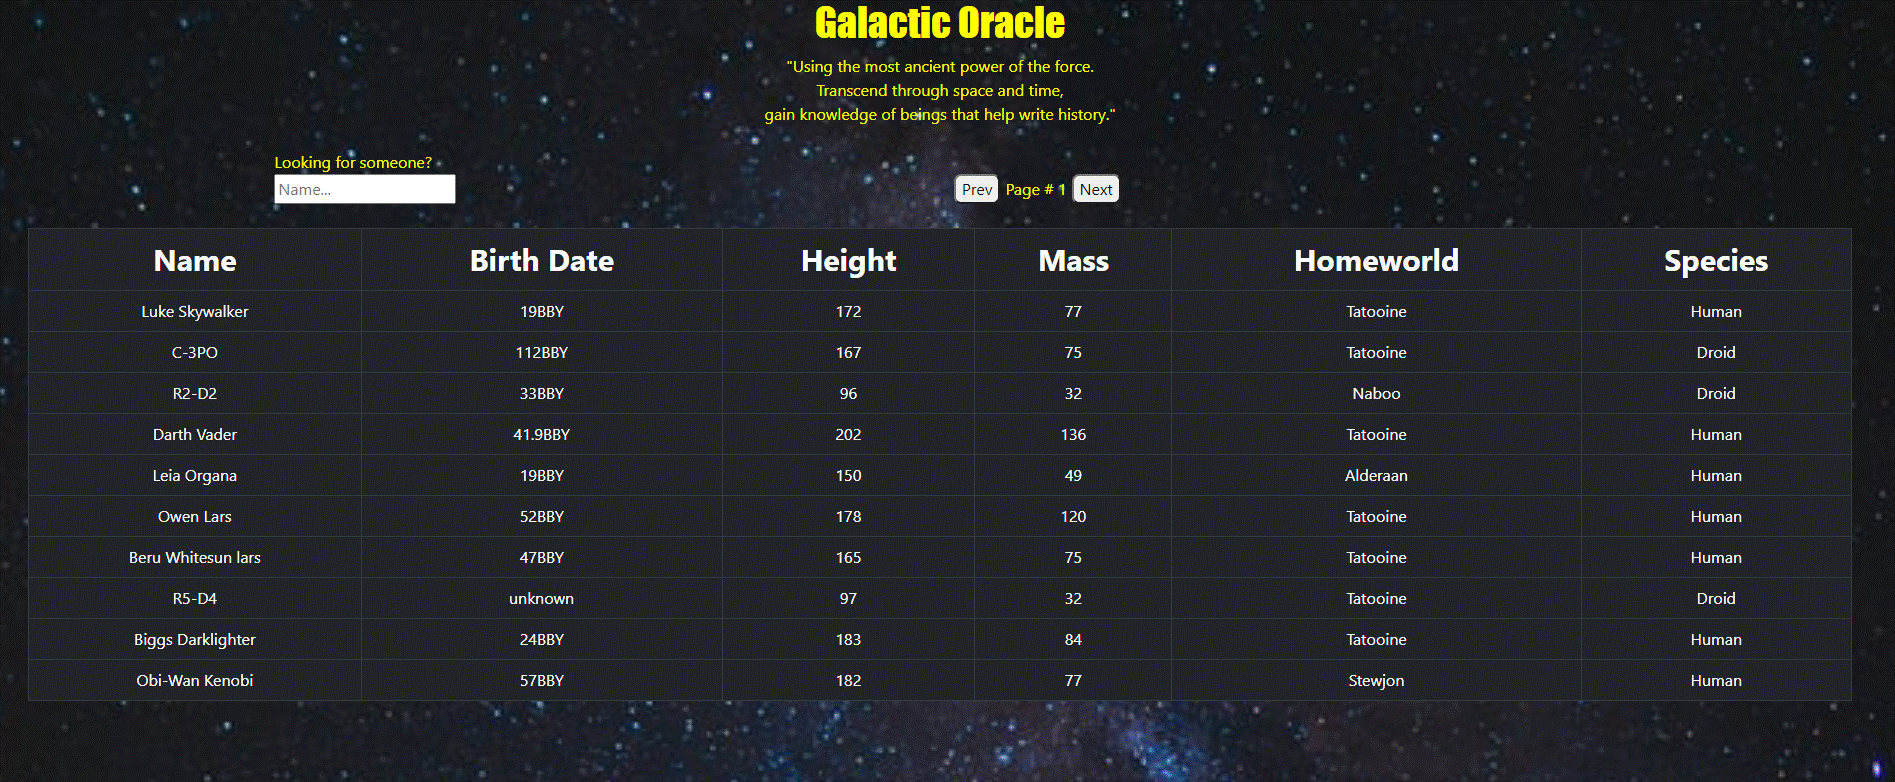 Galactic Oracle
"Using the most ancient power of the force.
Transcend through space and time,
gain knowledge of beings that help write history."
Looking for someone?
Name...
Prev Page # 1 Next
Name Birth Date Height Mass Homeworld Species
Luke Skywalker 19BBY 172 77 Tatooine Human
C-3PO 112BBY 167 75 Tatooine Droid
R2-D2 33BBY 96 32 Naboo Droid
Darth Vader 41.9BBY 202 136 Tatooine Human
Leia Organa 19BBY 150 49 Alderaan Human
Owen Lars 52BBY 178 120 Tatooine Human
Beru Whitesun lars 47BBY 165 75 Tatooine Human
R5-D4 unknown 97 32 Tatooine Droid
Biggs Darklighter 24BBY 183 84 Tatooine Human
Obi-Wan Kenobi 57BBY 182 77 Stewjon Human